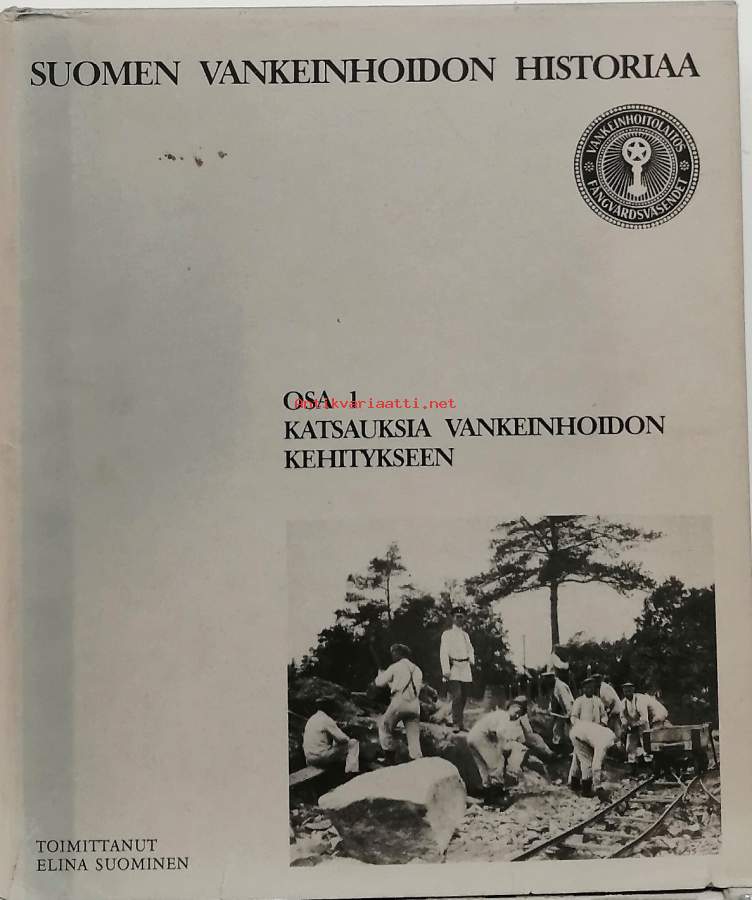 SUOMEN VANKEINHOIDON HISTORIAA
VANKEINHOITOLAITOS
FÅNGVÅRDSVÄSENDET
OSA 1
Antikvariaatti.net
KATSAUKSIA VANKEINHOIDON
KEHITYKSEEN
TOIMITTANUT
ELINA SUOMINEN